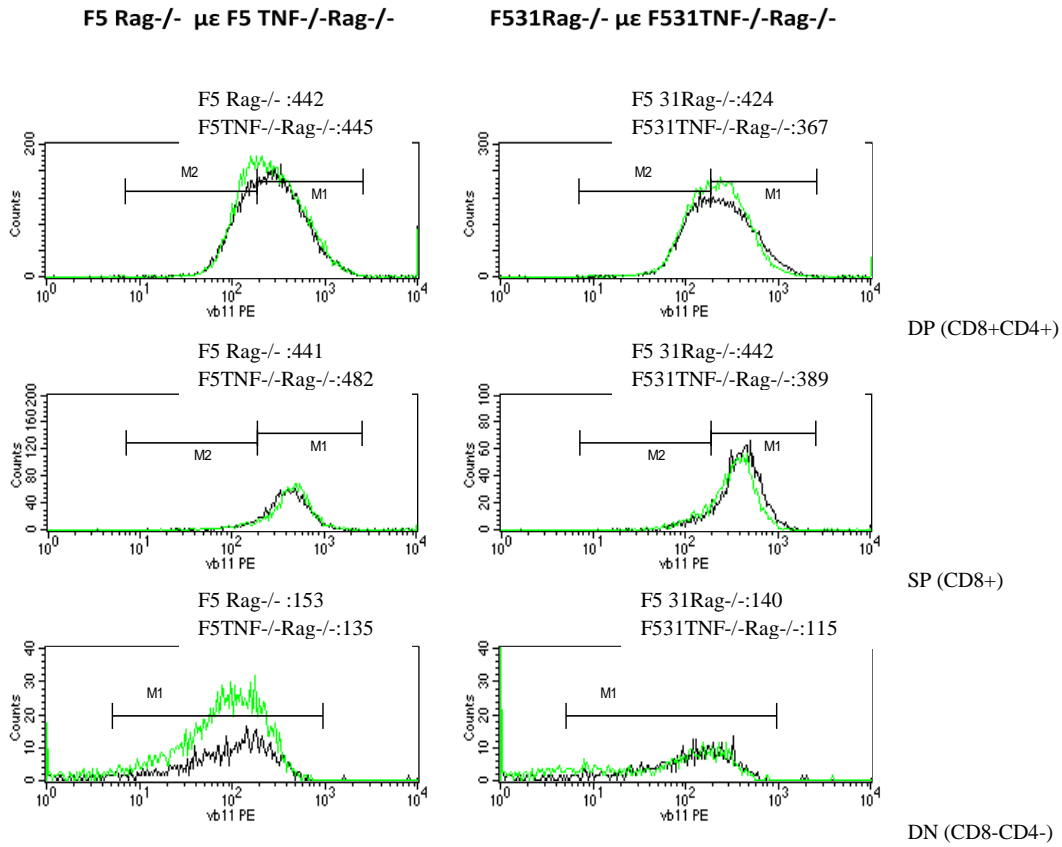 F5 Rag-/- με F5 TNF-/-Rag-/-
F531Rag-/- με F531TNF-/-Rag-/-
F5 Rag-/- :442
F5TNF-/-Rag-/-:445
200
Counts
0
M2
M1
10^0 10^1 10^2 10^3 10^4
vb11 PE
F5 31Rag-/-:424
F531TNF-/-Rag-/-:367
300
Counts
0
M2
M1
10^0 10^1 10^2 10^3 10^4
vb11 PE
DP (CD8+CD4+)
F5 Rag-/- :441
F5TNF-/-Rag-/-:482
200
160
120
80
40
0
Counts
M2
M1
10^0 10^1 10^2 10^3 10^4
vb11 PE
F5 31Rag-/-:442
F531TNF-/-Rag-/-:389
100
80
60
40
20
0
Counts
M2
M1
10^0 10^1 10^2 10^3 10^4
vb11 PE
SP (CD8+)
F5 Rag-/- :153
F5TNF-/-Rag-/-:135
40
30
20
10
0
Counts
M1
10^0 10^1 10^2 10^3 10^4
vb11 PE
F5 31Rag-/-:140
F531TNF-/-Rag-/-:115
40
30
20
10
0
Counts
M1
10^0 10^1 10^2 10^3 10^4
vb11 PE
DN (CD8-CD4-)